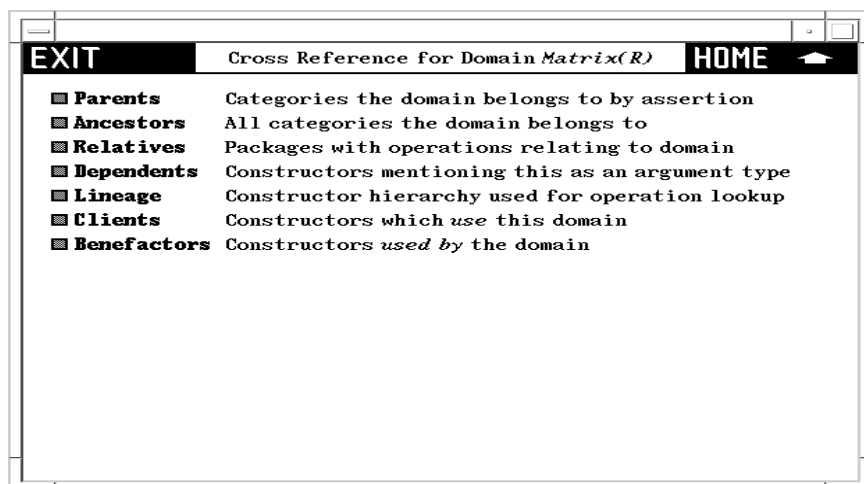 EXIT Cross Reference for Domain Matrix(R) HOME
Parents Categories the domain belongs to by assertion
Ancestors All categories the domain belongs to
Relatives Packages with operations relating to domain
Dependents Constructors mentioning this as an argument type
Lineage Constructor hierarchy used for operation lookup
Clients Constructors which use this domain
Benefactors Constructors used by the domain